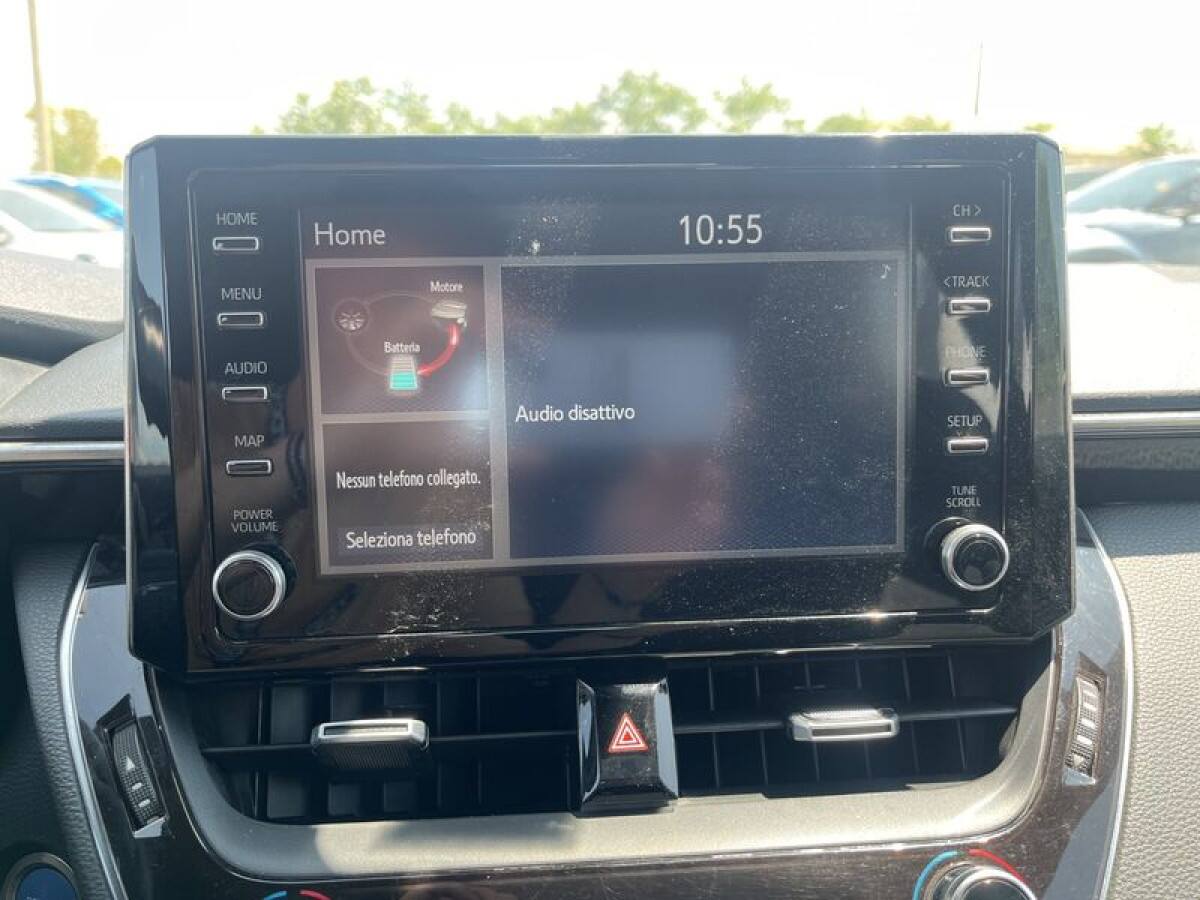 HOME
MENU
AUDIO
MAP
POWER
VOLUME
Home
10:55
Motore
Batteria
Nessun telefono collegato.
Seleziona telefono
Audio disattivo
CH >
< TRACK
PHONE
SETUP
TUNE
SCROLL